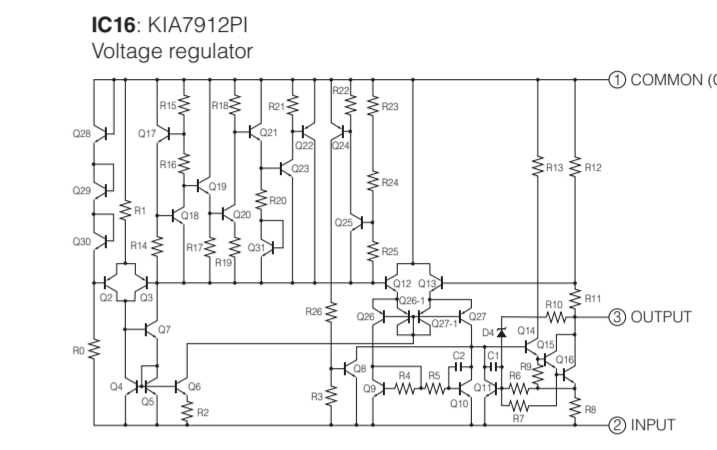 IC16: KIA7912PI
Voltage regulator
1 COMMON (
R15 R18 R21 R22 R23
Q28 Q17 Q21 Q22 Q24
R16 Q23 R13 R12
Q29 Q19 R24
R1 Q18 Q20 R20 Q25
Q30 R14 R17 R19 Q31 R25
Q2 Q3 Q12 Q13
Q26-1 R10 R11
R26 Q26 Q27-1 Q27 3 OUTPUT
Q7 D4 Q14
R0 Q15
Q8 C2 C1 R9 Q16
Q4 Q5 Q6 Q9 R4 R5 Q11 R6
R2 R3 Q10 R7 R8
2 INPUT